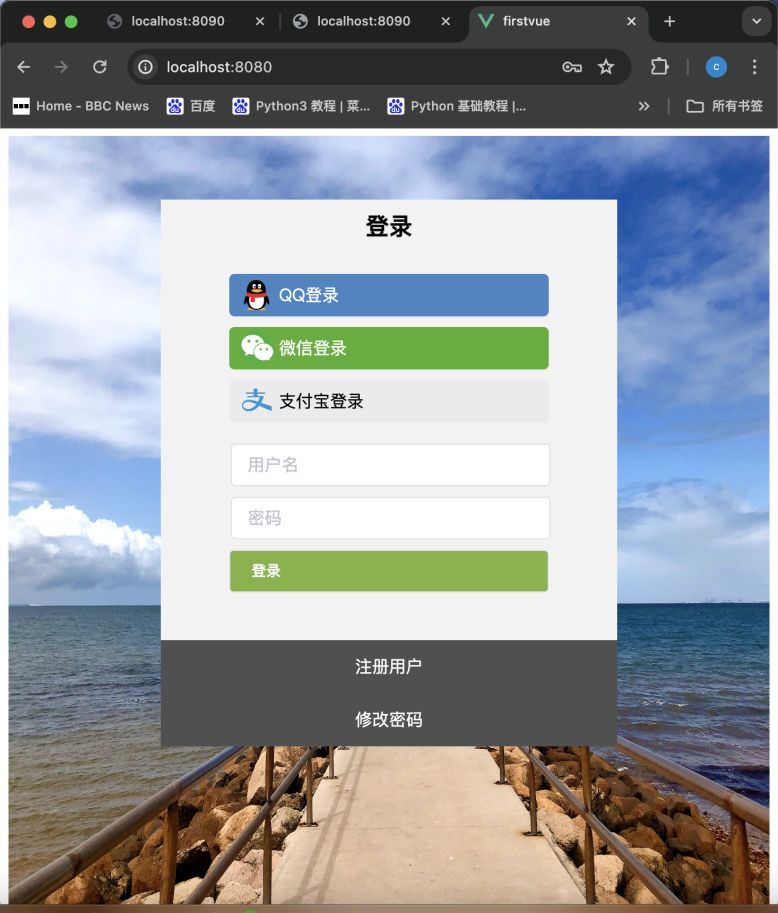 localhost:8090
localhost:8090
firstvue
localhost:8080
C
Home - BBC News
百度
Python3 教程 | 菜...
Python 基础教程 |...
所有书签
登录
QQ登录
微信登录
支付宝登录
用户名
密码
登录
注册用户
修改密码